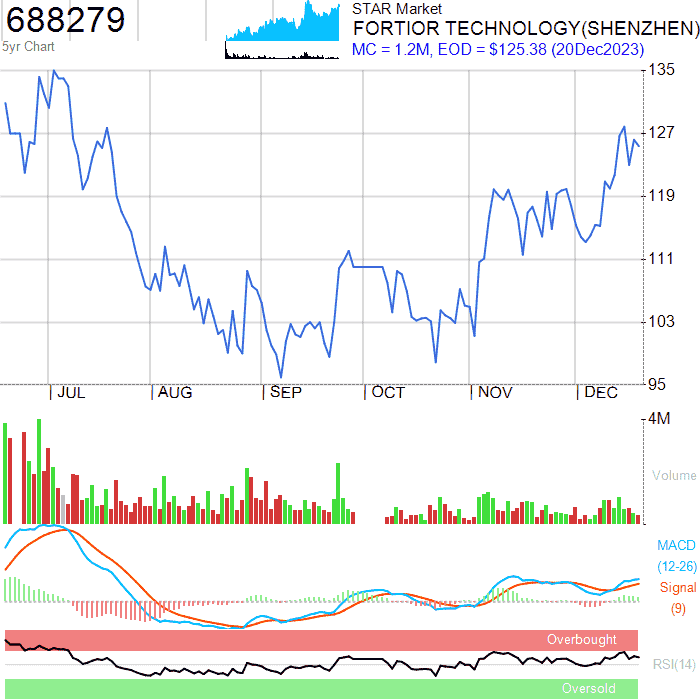 688279
5yr Chart
STAR Market
FORTIOR TECHNOLOGY(SHENZHEN)
MC = 1.2M, EOD = $125.38 (20Dec2023)
135
127
119
111
103
95
JUL AUG SEP OCT NOV DEC
4M
Volume
MACD
(12-26)
Signal
(9)
Overbought
RSI(14)
Oversold